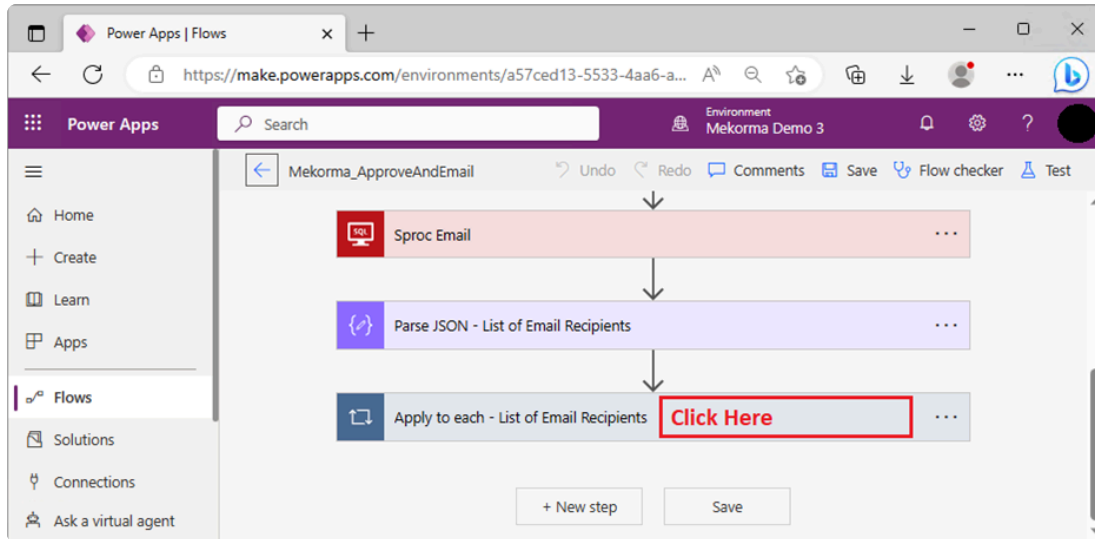 Power Apps | Flows
https://make.powerapps.com/environments/a57ced13-5533-4aa6-a...
Power Apps
Search
Environment
Mekorma Demo 3
?
Mekorma_ApproveAndEmail
Undo
Redo
Comments
Save
Flow checker
Test
Home
Create
Learn
Apps
Flows
Solutions
Connections
Ask a virtual agent
SQL
Sproc Email
Parse JSON - List of Email Recipients
Apply to each - List of Email Recipients
Click Here
+ New step
Save